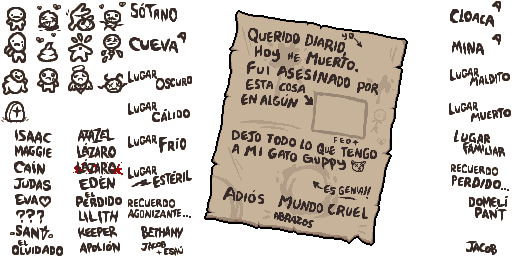 SÓTANO
CUEVA
LUGAR OSCURO
LUGAR CÁLIDO
LUGAR FRÍO
LUGAR ESTÉRIL
RECUERDO AGONIZANTE...
ISAAC
MAGGIE
CAÍN
JUDAS
EVA
???
-SANS-
EL OLVIDADO
AZAZEL
LÁZARO
LÁZARO
EDÉN
EL PERDIDO
LILITH
KEEPER
APOLIÓN
BETHANY
JACOB + ESAÚ
QUERIDO DIARIO,
YO
HOY HE MUERTO.
FUI ASESINADO POR
ESTA COSA
EN ALGÚN
FEO
DEJO TODO LO QUE TENGO
A MI GATO GUPPY
ES GENIAL!
ADIÓS MUNDO CRUEL
ABRAZOS
CLOACA
MINA
LUGAR MALDITO
LUGAR MUERTO
LUGAR FAMILIAR
RECUERDO PERDIDO...
DOMELI PANT
JACOB